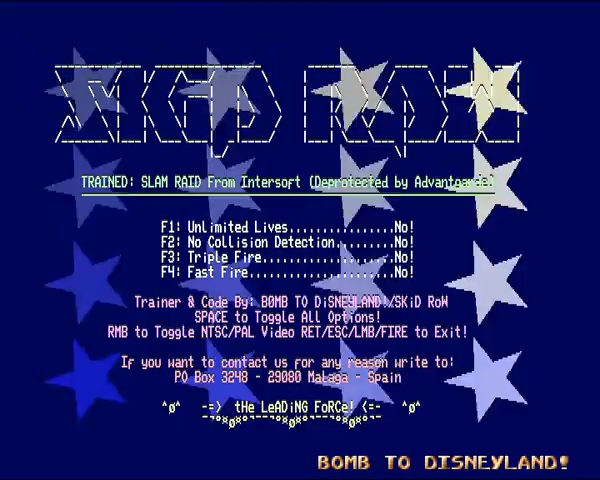 SKiD ROW
TRAINED: SLAM RAID From Intersoft (Deprotected by Advantgarde)
F1: Unlimited Lives................No!
F2: No Collision Detection.........No!
F3: Triple Fire....................No!
F4: Fast Fire......................No!
Trainer & Code By: BØMB TO DiSNEYLAND!/SKiD RoW
SPACE to Toggle All Options!
RMB to Toggle NTSC/PAL Video RET/ESC/LMB/FIRE to Exit!
If you want to contact us for any reason write to:
PO Box 3248 - 29080 Malaga - Spain
^ø^ -=> tHe LeADiNG FoRCe! <=- ^ø^
BOMB TO DISNEYLAND!